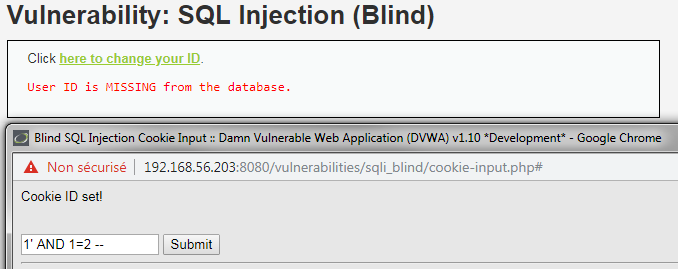 Vulnerability: SQL Injection (Blind)
Click here to change your ID.
User ID is MISSING from the database.
Blind SQL Injection Cookie Input :: Damn Vulnerable Web Application (DVWA) v1.10 *Development* - Google Chrome
Non sécurisé | 192.168.56.203:8080/vulnerabilities/sqli_blind/cookie-input.php#
Cookie ID set!
1' AND 1=2 -- Submit